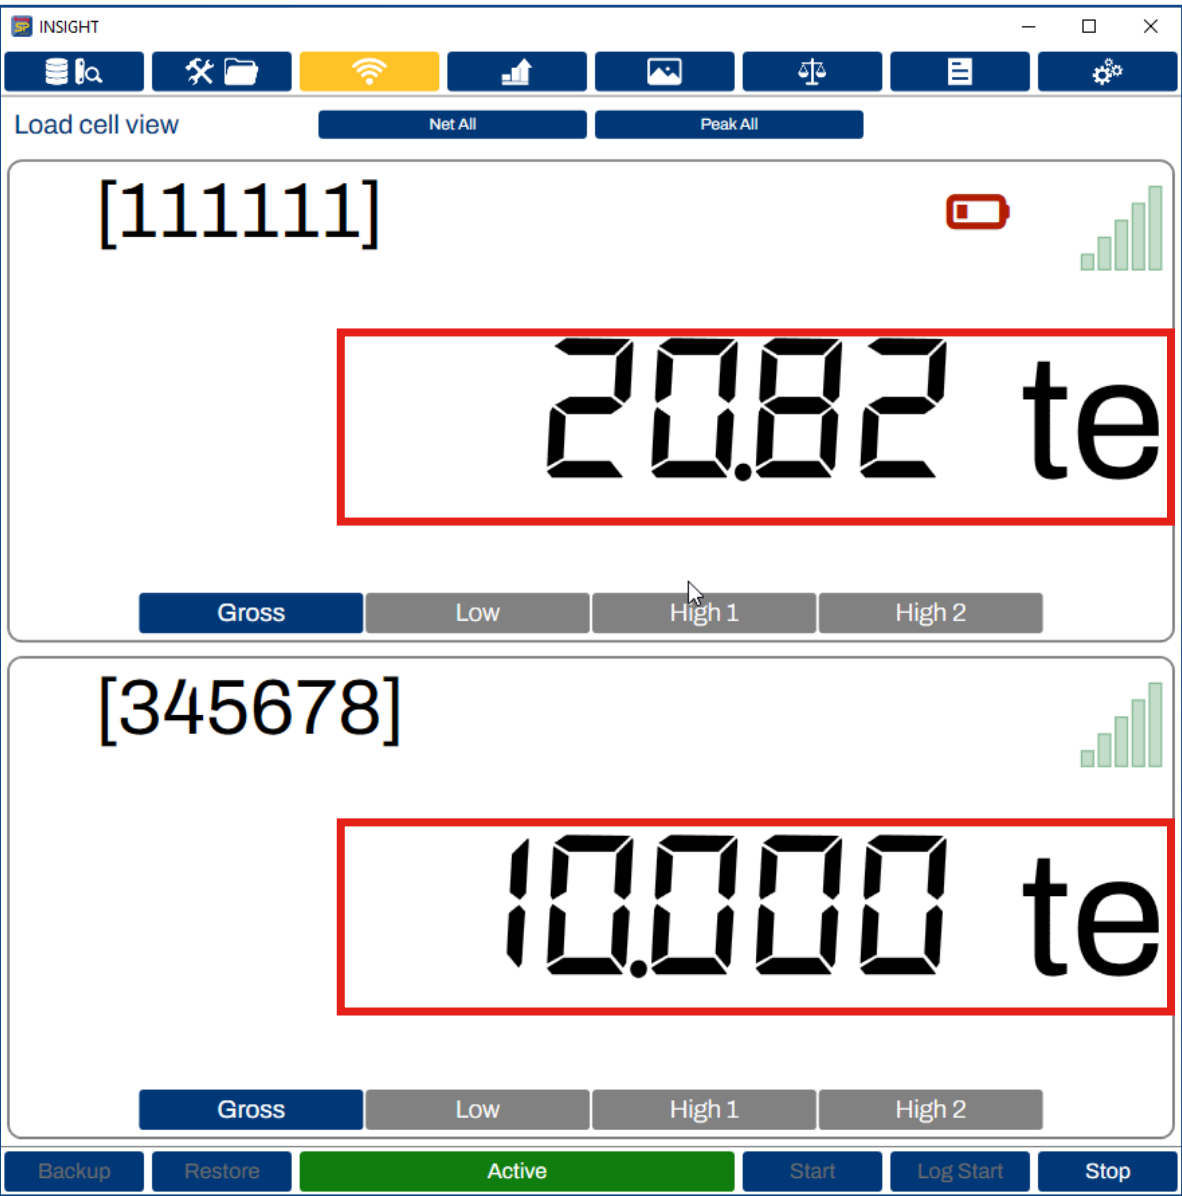 SP INSIGHT
Load cell view Net All Peak All
[111111]
20.82 te
Gross Low High 1 High 2
[345678]
10.000 te
Gross Low High 1 High 2
Backup Restore Active Start Log Start Stop